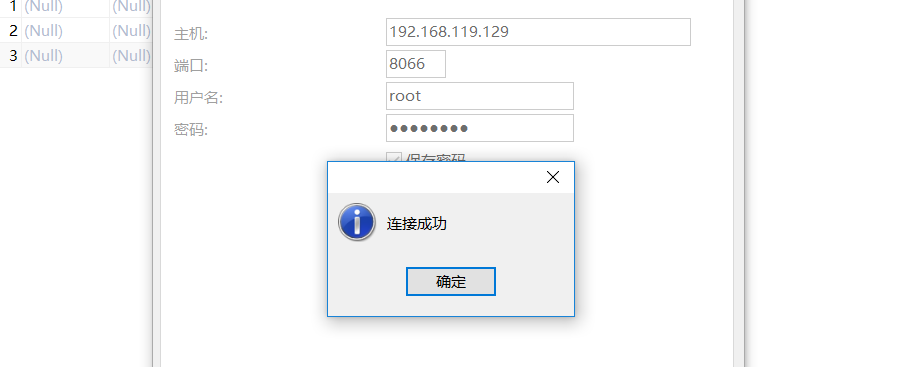 1 (Null) (Null)
2 (Null) (Null)
3 (Null) (Null)
主机: 192.168.119.129
端口: 8066
用户名: root
密码: ●●●●●●●●
保存密码
连接成功
确定